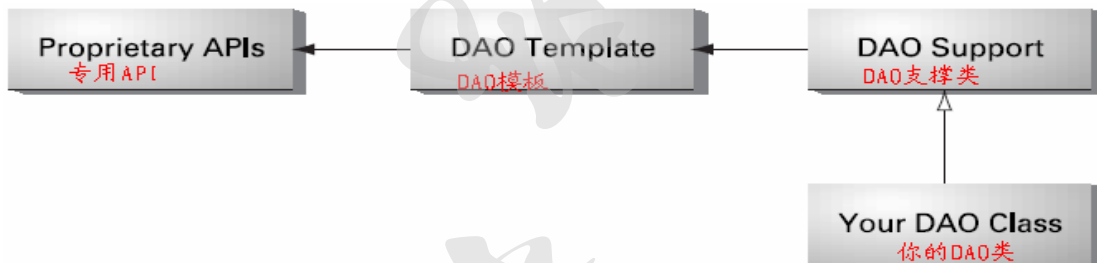 Proprietary APIs
专用API
DAO Template
DAO模板
DAO Support
DAO支撑类
Your DAO Class
你的DAO类